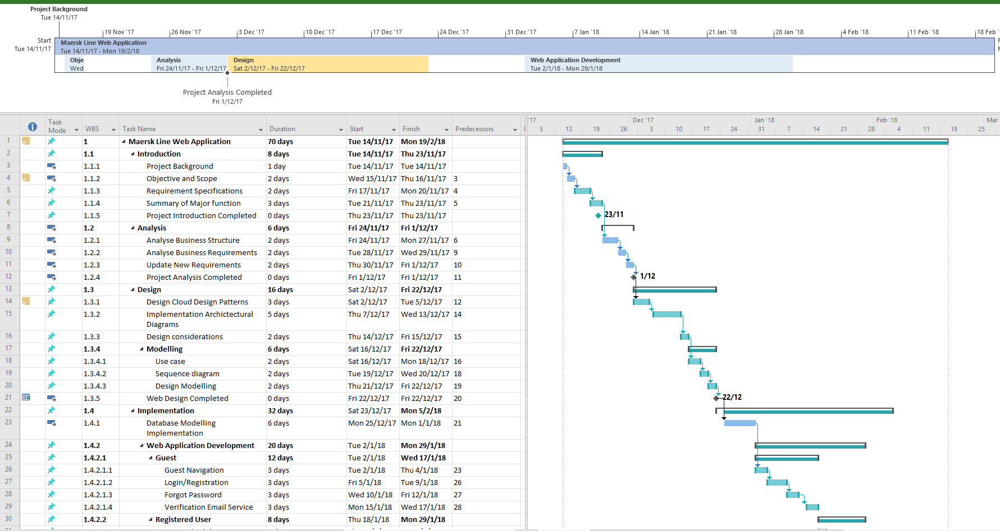 Project Background
Tue 14/11/17
19 Nov '17 26 Nov '17 3 Dec '17 10 Dec '17 17 Dec '17 24 Dec '17 31 Dec '17 7 Jan '18 14 Jan '18 21 Jan '18 28 Jan '18 4 Feb '18 11 Feb '18 18 Feb '
Start
Tue 14/11/17
Maersk Line Web Application
Tue 14/11/17 - Mon 19/2/18
Obje
Wed
Analysis
Fri 24/11/17 - Fri 1/12/17
Design
Sat 2/12/17 - Fri 22/12/17
Web Application Development
Tue 2/1/18 - Mon 29/1/18
Project Analysis Completed
Fri 1/12/17
Task Mode WBS Task Name Duration Start Finish Predecessors
'17 Dec '17 Jan '18 Feb '18 Mar
5 12 19 26 3 10 17 24 31 7 14 21 28 4 11 18 25
1 1 Maersk Line Web Application 70 days Tue 14/11/17 Mon 19/2/18
2 1.1 Introduction 8 days Tue 14/11/17 Thu 23/11/17
3 1.1.1 Project Background 1 day Tue 14/11/17 Tue 14/11/17
4 1.1.2 Objective and Scope 2 days Wed 15/11/17 Thu 16/11/17 3
5 1.1.3 Requirement Specifications 2 days Fri 17/11/17 Mon 20/11/17 4
6 1.1.4 Summary of Major function 3 days Tue 21/11/17 Thu 23/11/17 5
7 1.1.5 Project Introduction Completed 0 days Thu 23/11/17 Thu 23/11/17 23/11
8 1.2 Analysis 6 days Fri 24/11/17 Fri 1/12/17
9 1.2.1 Analyse Business Structure 2 days Fri 24/11/17 Mon 27/11/17 6
10 1.2.2 Analyse Business Requirements 2 days Tue 28/11/17 Wed 29/11/17 9
11 1.2.3 Update New Requirements 2 days Thu 30/11/17 Fri 1/12/17 10
12 1.2.4 Project Analysis Completed 0 days Fri 1/12/17 Fri 1/12/17 11 1/12
13 1.3 Design 16 days Sat 2/12/17 Fri 22/12/17
14 1.3.1 Design Cloud Design Patterns 3 days Sat 2/12/17 Tue 5/12/17 12
15 1.3.2 Implementation Archictectural Diagrams 5 days Thu 7/12/17 Wed 13/12/17 14
16 1.3.3 Design considerations 2 days Thu 14/12/17 Fri 15/12/17 15
17 1.3.4 Modelling 6 days Sat 16/12/17 Fri 22/12/17
18 1.3.4.1 Use case 2 days Sat 16/12/17 Mon 18/12/17 16
19 1.3.4.2 Sequence diagram 2 days Tue 19/12/17 Wed 20/12/17 18
20 1.3.4.3 Design Modelling 2 days Thu 21/12/17 Fri 22/12/17 19
21 1.3.5 Web Design Completed 0 days Fri 22/12/17 Fri 22/12/17 20 22/12
22 1.4 Implementation 32 days Sat 23/12/17 Mon 5/2/18
23 1.4.1 Database Modelling Implementation 6 days Mon 25/12/17 Mon 1/1/18 21
24 1.4.2 Web Application Development 20 days Tue 2/1/18 Mon 29/1/18
25 1.4.2.1 Guest 12 days Tue 2/1/18 Wed 17/1/18
26 1.4.2.1.1 Guest Navigation 3 days Tue 2/1/18 Thu 4/1/18 23
27 1.4.2.1.2 Login/Registration 3 days Fri 5/1/18 Tue 9/1/18 26
28 1.4.2.1.3 Forgot Password 3 days Wed 10/1/18 Fri 12/1/18 27
29 1.4.2.1.4 Verification Email Service 3 days Mon 15/1/18 Wed 17/1/18 28
30 1.4.2.2 Registered User 8 days Thu 18/1/18 Mon 29/1/18